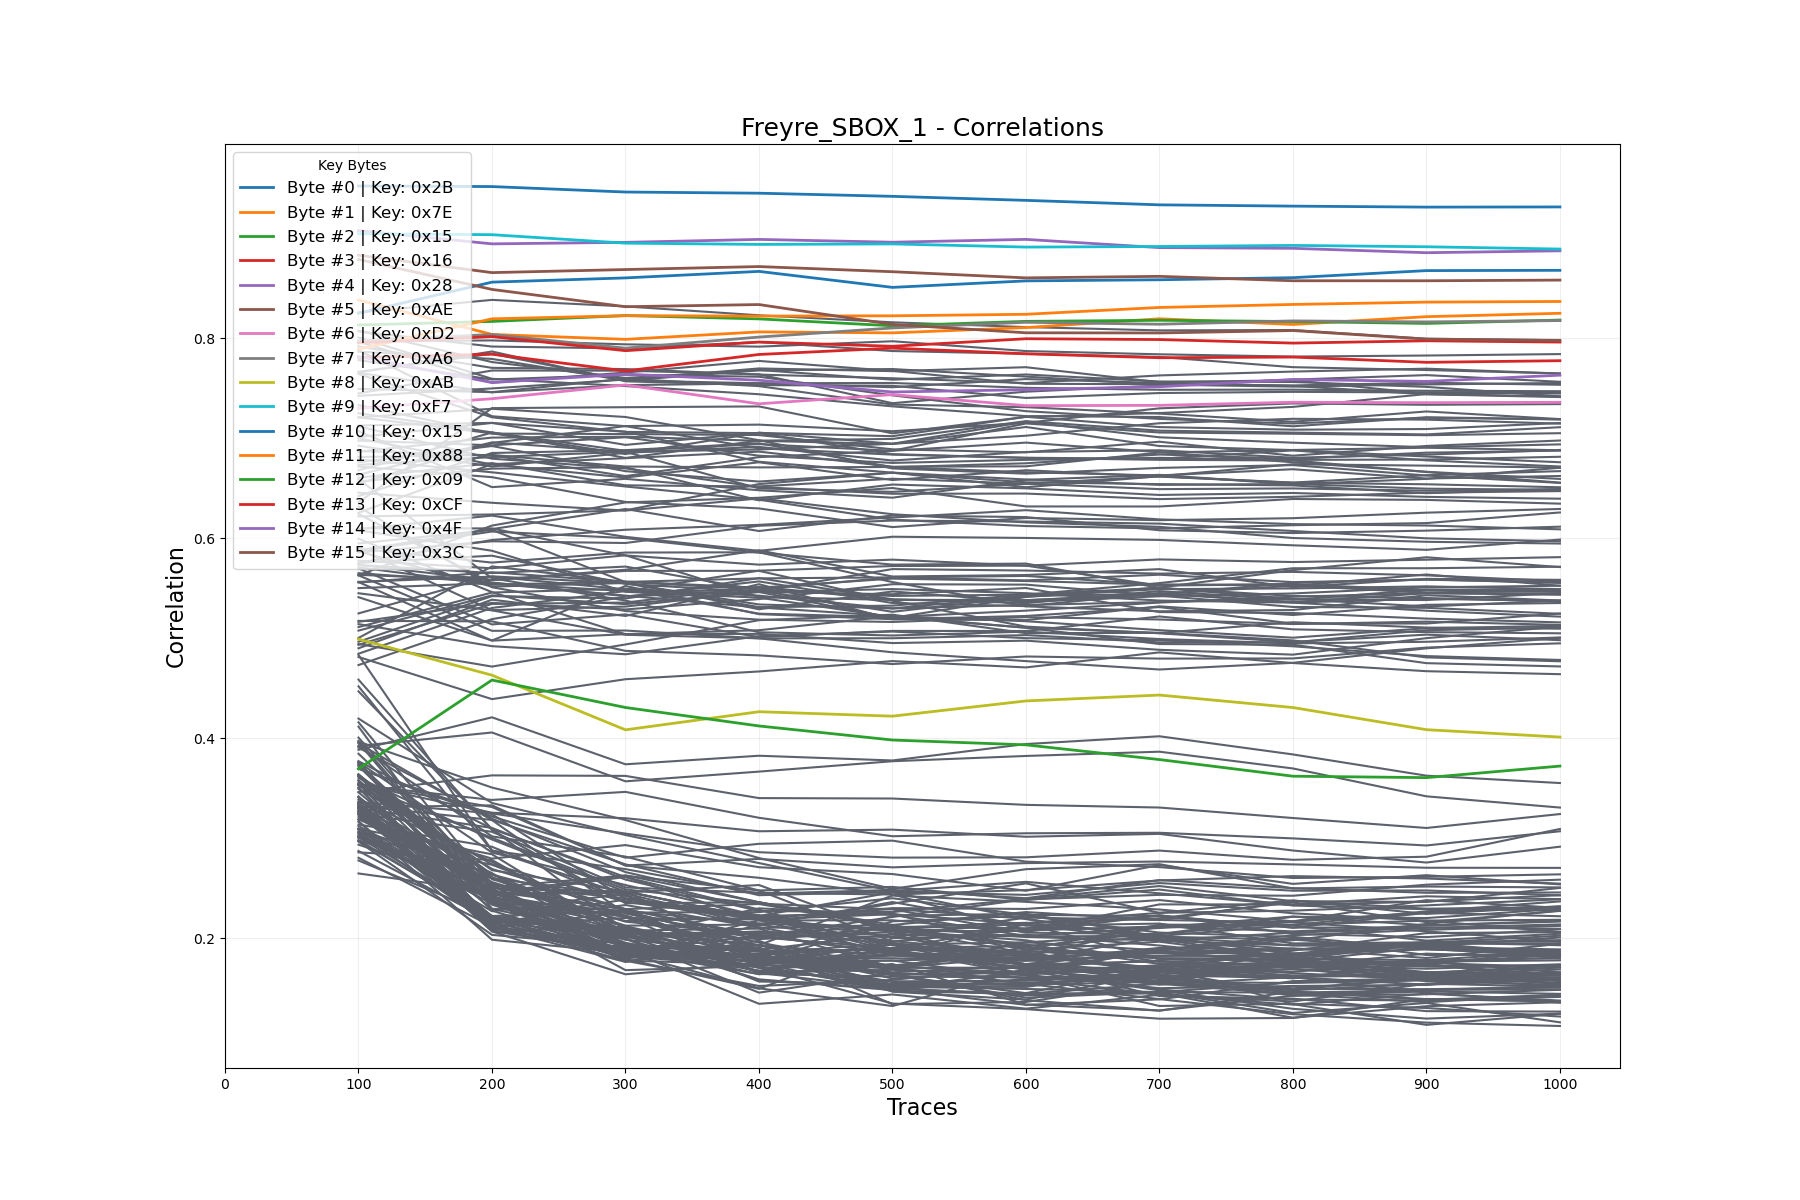 Freyre_SBOX_1 - Correlations
Key Bytes
Byte #0 | Key: 0x2B
Byte #1 | Key: 0x7E
Byte #2 | Key: 0x15
Byte #3 | Key: 0x16
Byte #4 | Key: 0x28
Byte #5 | Key: 0xAE
Byte #6 | Key: 0xD2
Byte #7 | Key: 0xA6
Byte #8 | Key: 0xAB
Byte #9 | Key: 0xF7
Byte #10 | Key: 0x15
Byte #11 | Key: 0x88
Byte #12 | Key: 0x09
Byte #13 | Key: 0xCF
Byte #14 | Key: 0x4F
Byte #15 | Key: 0x3C
0.8
0.6
0.4
0.2
Correlation
0 100 200 300 400 500 600 700 800 900 1000
Traces